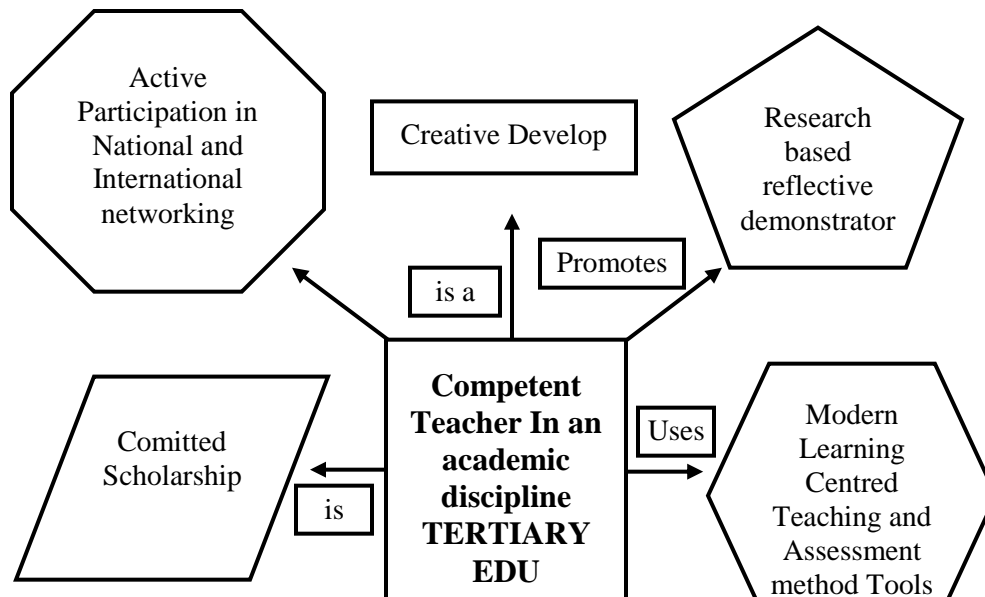 Active
Participation in
National and
International
networking
Creative Develop
Research
based
reflective
demonstrator
Promotes
is a
Competent
Teacher In an
academic
discipline
TERTIARY
EDU
Comitted
Scholarship
is
Uses
Modern
Learning
Centred
Teaching and
Assessment
method Tools